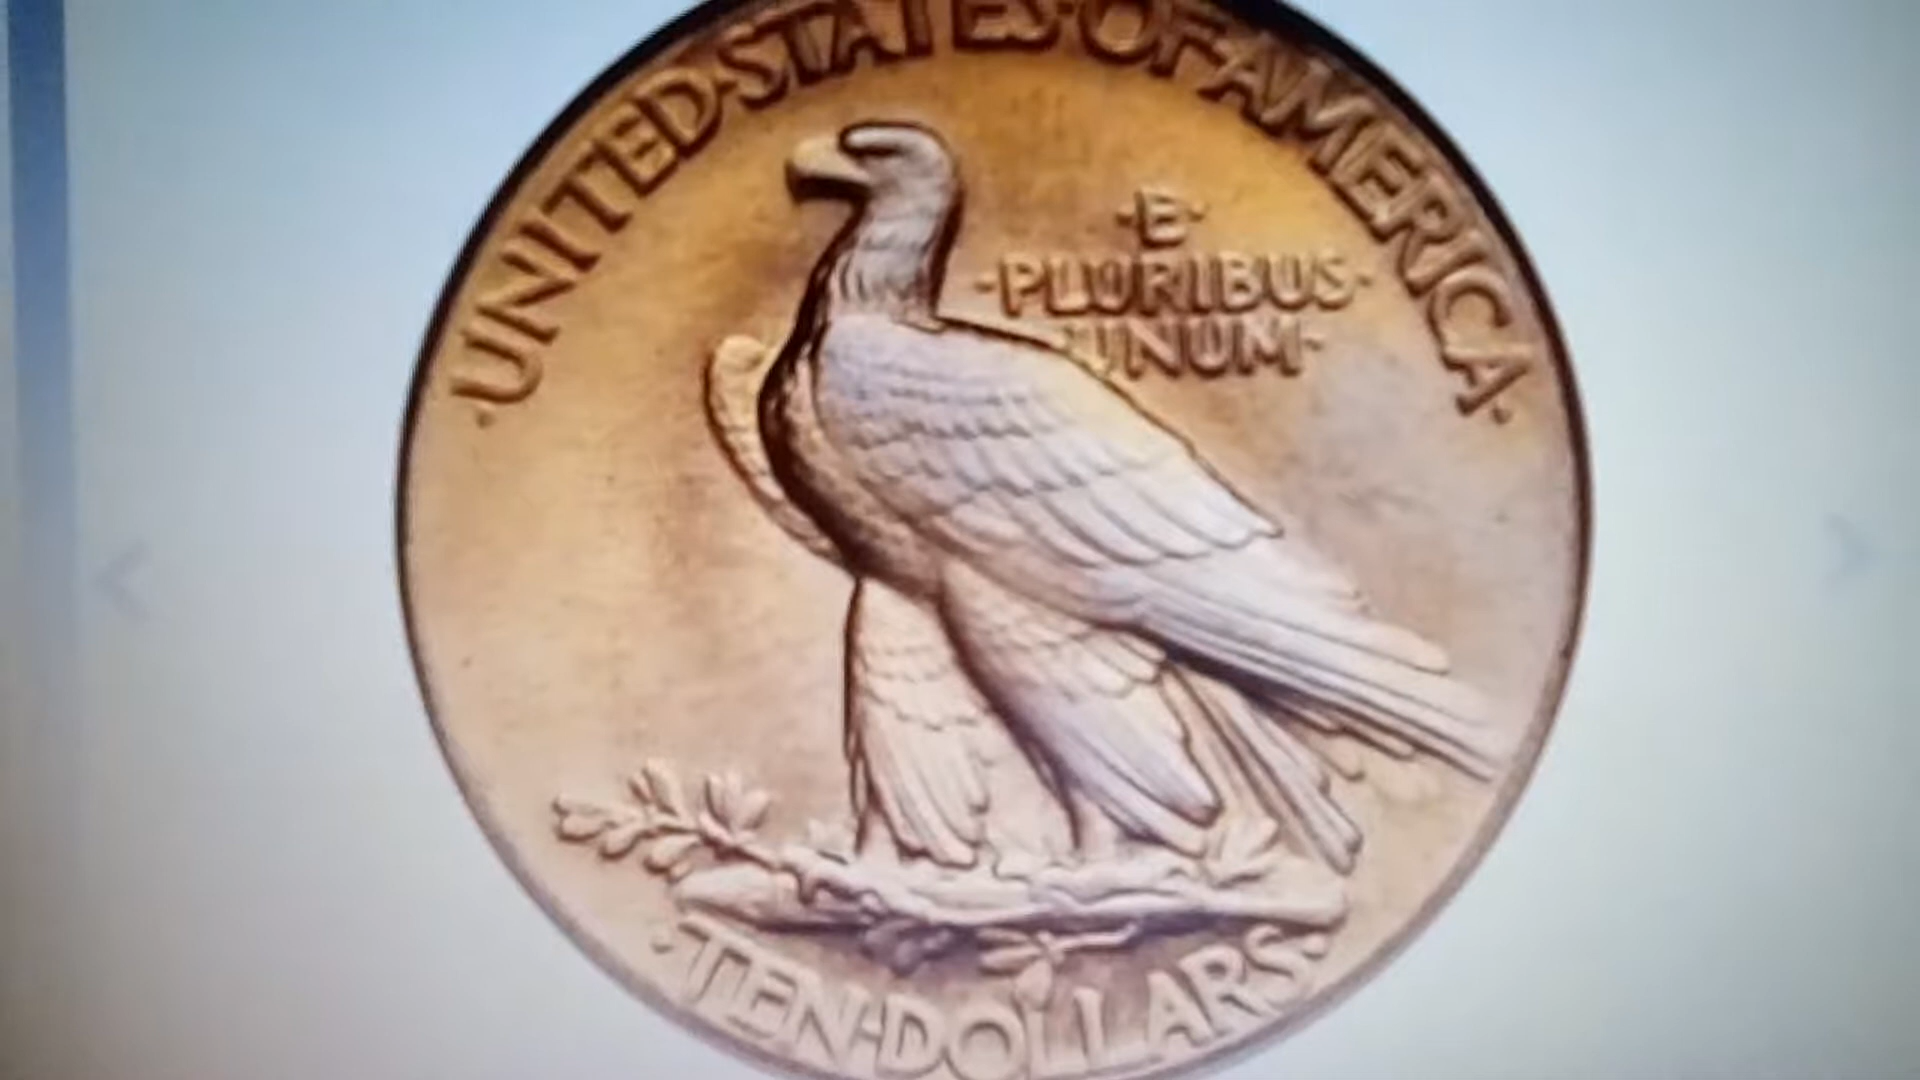 ·UNITED·STATES·OF·AMERICA·
·E·
·PLURIBUS·
·UNUM·
·TEN·DOLLARS·